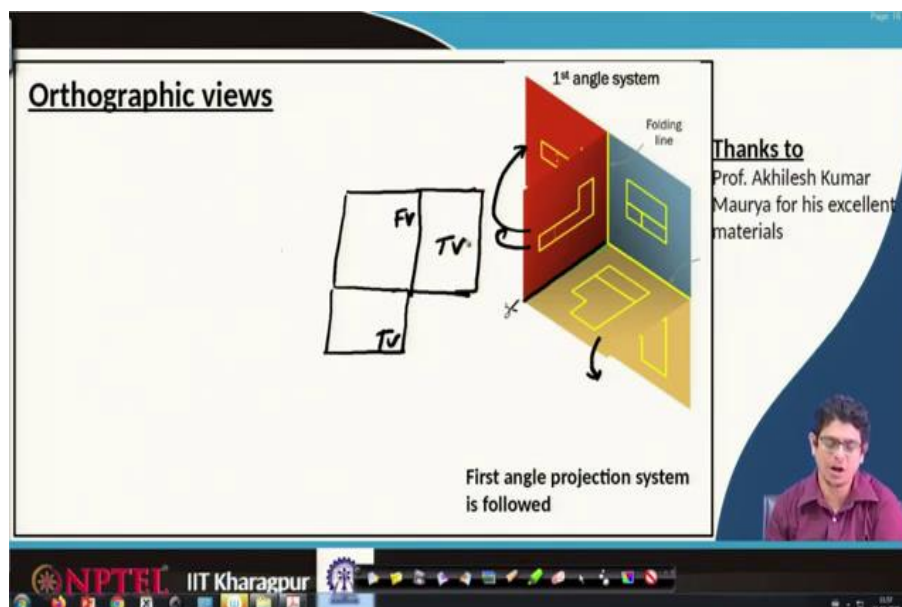 Orthographic views
1st angle system
Folding
line
Thanks to
Prof. Akhilesh Kumar
Maurya for his excellent
materials
FV
TV
TV
First angle projection system
is followed
NPTEL IIT Kharagpur